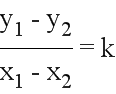 y₁ - y₂
x₁ - x₂ = k